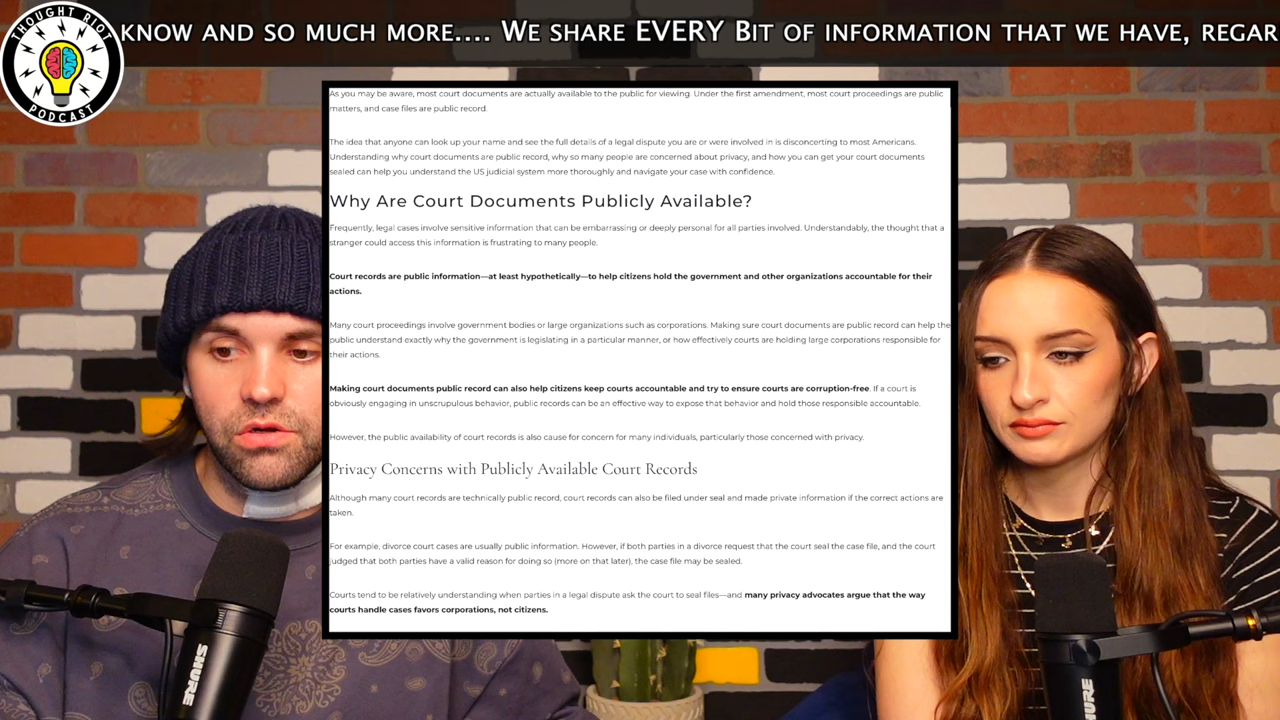 THOUGHT RIOT
PODCAST
KNOW AND SO MUCH MORE.... WE SHARE EVERY BIT OF INFORMATION THAT WE HAVE, REGAR
As you may be aware, most court documents are actually available to the public for viewing. Under the first amendment, most court proceedings are public
matters, and case files are public record.
The idea that anyone can look up your name and see the full details of a legal dispute you are or were involved in is disconcerting to most Americans.
Understanding why court documents are public record, why so many people are concerned about privacy, and how you can get your court documents
sealed can help you understand the US judicial system more thoroughly and navigate your case with confidence.
Why Are Court Documents Publicly Available?
Frequently, legal cases involve sensitive information that can be embarrassing or deeply personal for all parties involved. Understandably, the thought that a
stranger could access this information is frustrating to many people.
Court records are public information—at least hypothetically—to help citizens hold the government and other organizations accountable for their
actions.
Many court proceedings involve government bodies or large organizations such as corporations. Making sure court documents are public record can help the
public understand exactly why the government is legislating in a particular manner, or how effectively courts are holding large corporations responsible for
their actions.
Making court documents public record can also help citizens keep courts accountable and try to ensure courts are corruption-free. If a court is
obviously engaging in unscrupulous behavior, public records can be an effective way to expose that behavior and hold those responsible accountable.
However, the public availability of court records is also cause for concern for many individuals, particularly those concerned with privacy.
Privacy Concerns with Publicly Available Court Records
Although many court records are technically public record, court records can also be filed under seal and made private information if the correct actions are
taken.
For example, divorce court cases are usually public information. However, if both parties in a divorce request that the court seal the case file, and the court
judged that both parties have a valid reason for doing so (more on that later), the case file may be sealed.
Courts tend to be relatively understanding when parties in a legal dispute ask the court to seal files—and many privacy advocates argue that the way
courts handle cases favors corporations, not citizens.
SHURE
SHURE